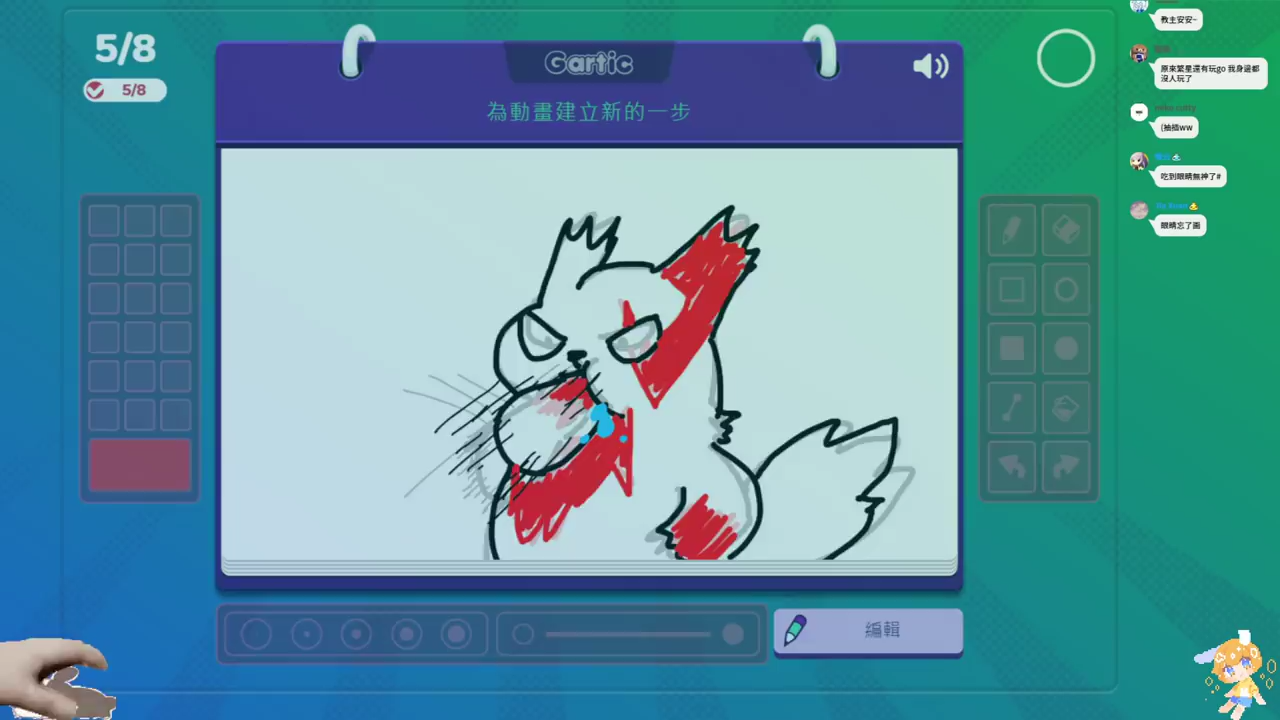 5/8
5/8
Gartic
為動畫建立新的一步
編輯
教主安安~
原來繁星還有玩go 我身邊都
沒人玩了
(抽插ww
吃到眼睛無神了#
眼睛忘了画